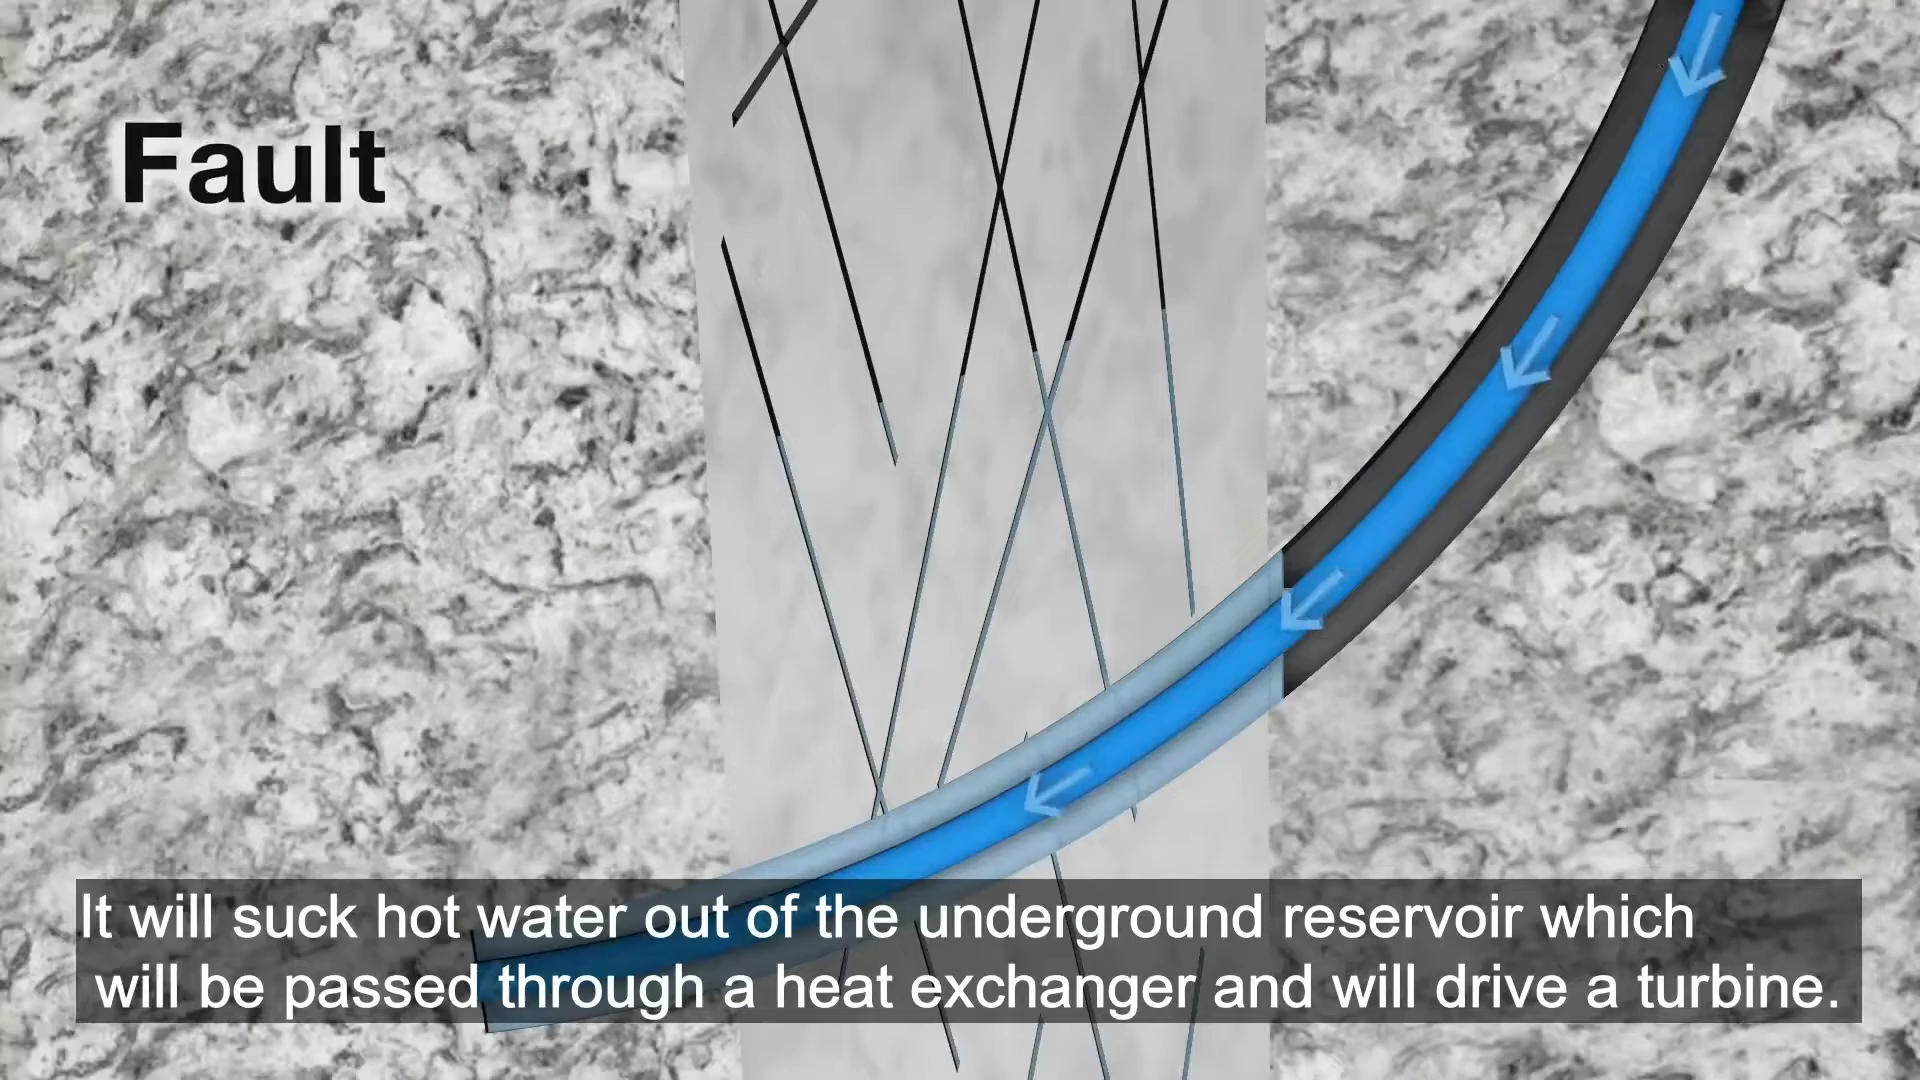 Fault
It will suck hot water out of the underground reservoir which
will be passed through a heat exchanger and will drive a turbine.